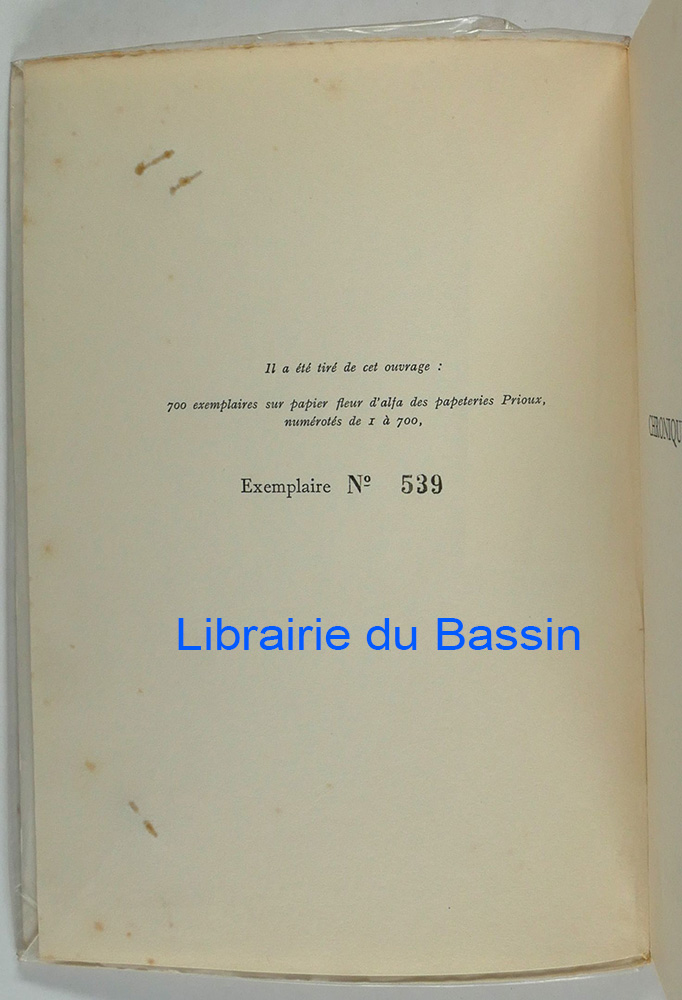 Il a été tiré de cet ouvrage :
700 exemplaires sur papier fleur d'alfa des papeteries Prioux,
numérotés de 1 à 700,
Exemplaire Nº 539
Librairie du Bassin